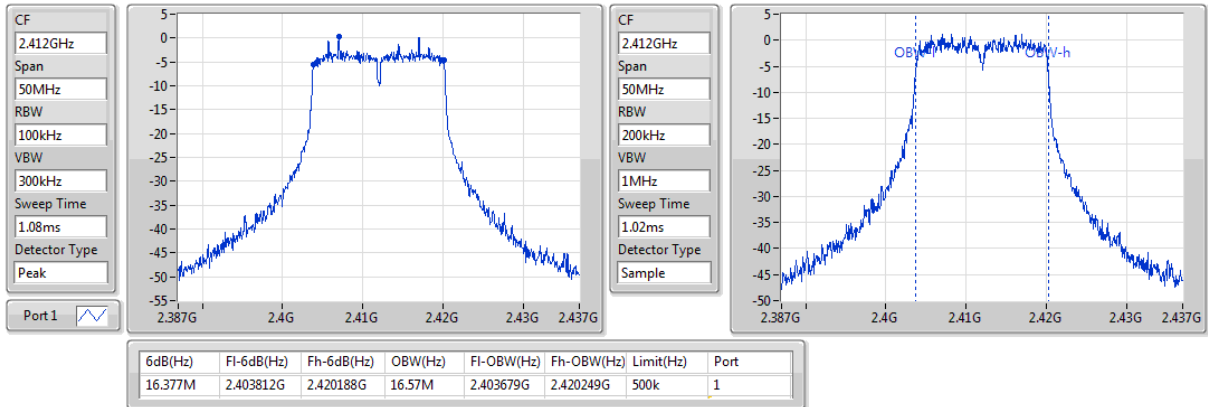 CF
2.412GHz
Span
50MHz
RBW
100kHz
VBW
300kHz
Sweep Time
1.08ms
Detector Type
Peak
Port 1
5
0
-5
-10
-15
-20
-25
-30
-35
-40
-45
-50
-55
2.387G 2.4G 2.41G 2.42G 2.43G 2.437G
CF
2.412GHz
Span
50MHz
RBW
200kHz
VBW
1MHz
Sweep Time
1.02ms
Detector Type
Sample
5
0
-5
-10
-15
-20
-25
-30
-35
-40
-45
-50
OBW-h
2.387G 2.4G 2.41G 2.42G 2.43G 2.437G
6dB(Hz) Fl-6dB(Hz) Fh-6dB(Hz) OBW(Hz) Fl-OBW(Hz) Fh-OBW(Hz) Limit(Hz) Port
16.377M 2.403812G 2.420188G 16.57M 2.403679G 2.420249G 500k 1